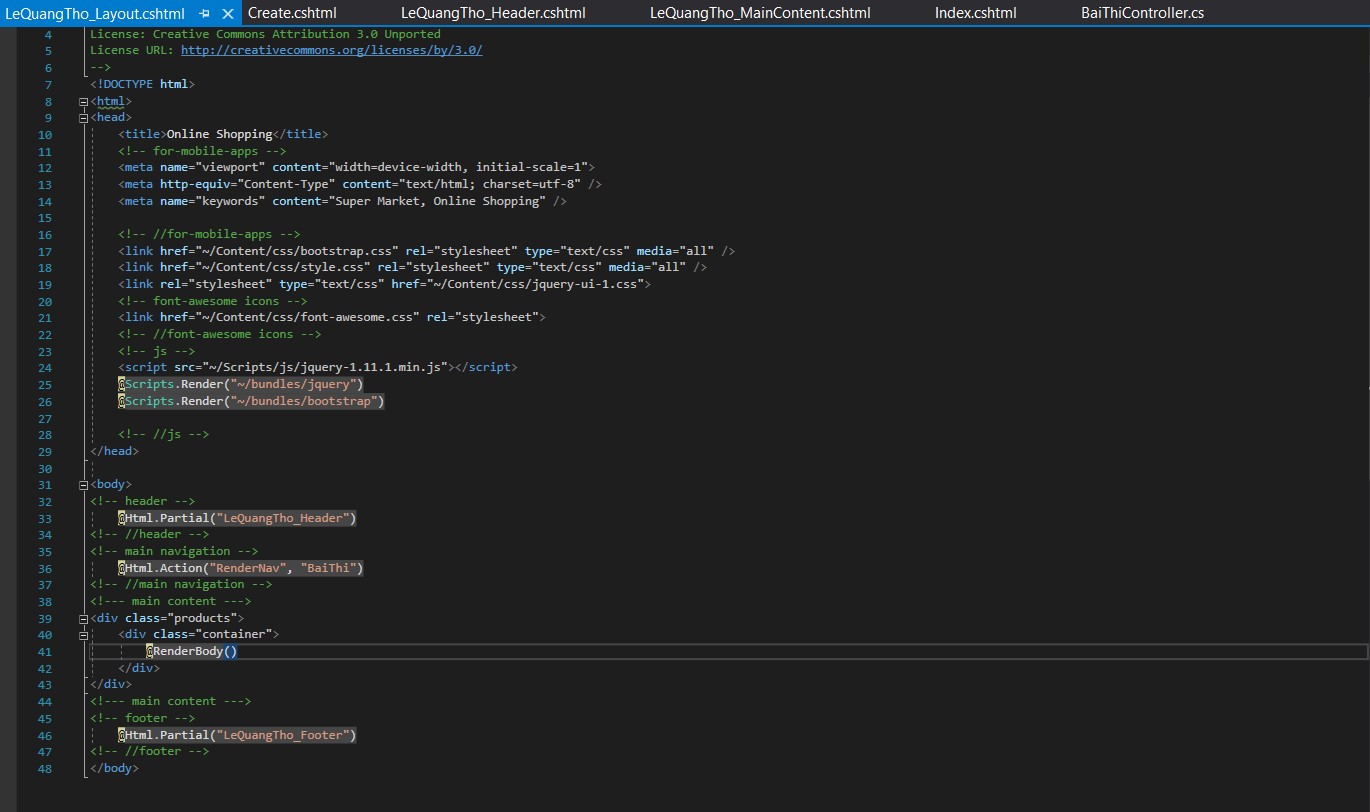 LeQuangTho_Layout.cshtml Create.cshtml LeQuangTho_Header.cshtml LeQuangTho_MainContent.cshtml Index.cshtml BaiThiController.cs
4 License: Creative Commons Attribution 3.0 Unported
5 License URL: http://creativecommons.org/licenses/by/3.0/
6 -->
7 <!DOCTYPE html>
8 <html>
9 <head>
10 <title>Online Shopping</title>
11 <!-- for-mobile-apps -->
12 <meta name="viewport" content="width=device-width, initial-scale=1">
13 <meta http-equiv="Content-Type" content="text/html; charset=utf-8" />
14 <meta name="keywords" content="Super Market, Online Shopping" />
15
16 <!-- //for-mobile-apps -->
17 <link href="~/Content/css/bootstrap.css" rel="stylesheet" type="text/css" media="all" />
18 <link href="~/Content/css/style.css" rel="stylesheet" type="text/css" media="all" />
19 <link rel="stylesheet" type="text/css" href="~/Content/css/jquery-ui-1.css">
20 <!-- font-awesome icons -->
21 <link href="~/Content/css/font-awesome.css" rel="stylesheet">
22 <!-- //font-awesome icons -->
23 <!-- js -->
24 <script src="~/Scripts/js/jquery-1.11.1.min.js"></script>
25 @Scripts.Render("~/bundles/jquery")
26 @Scripts.Render("~/bundles/bootstrap")
27
28 <!-- //js -->
29 </head>
30
31 <body>
32 <!-- header -->
33 @Html.Partial("LeQuangTho_Header")
34 <!-- //header -->
35 <!-- main navigation -->
36 @Html.Action("RenderNav", "BaiThi")
37 <!-- //main navigation -->
38 <!--- main content --->
39 <div class="products">
40 <div class="container">
41 @RenderBody()
42 </div>
43 </div>
44 <!--- main content --->
45 <!-- footer -->
46 @Html.Partial("LeQuangTho_Footer")
47 <!-- //footer -->
48 </body>